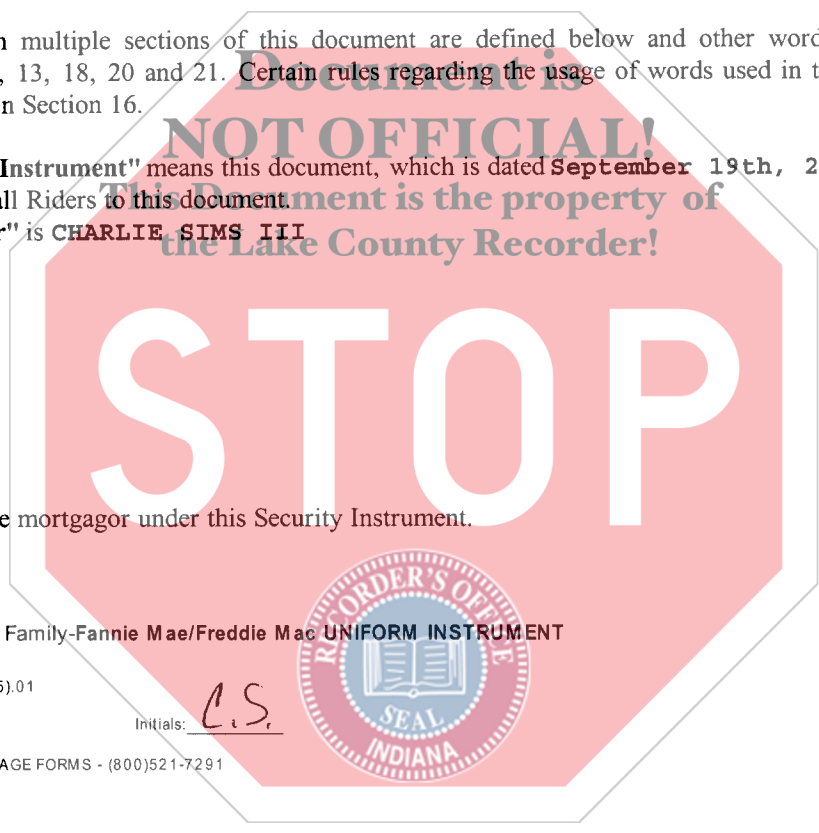 n multiple sections of this document are defined below and other word
, 13, 18, 20 and 21. Certain rules regarding the usage of words used in t
n Section 16.
Document is
NOT OFFICIAL!
This Document is the property of
the Lake County Recorder!
Instrument" means this document, which is dated September 19th, 2
ll Riders to this document.
r" is CHARLIE SIMS III
STOP
e mortgagor under this Security Instrument.
Family-Fannie Mae/Freddie Mac UNIFORM INSTRUMENT
).01
Initials: C.S.
AGE FORMS - (800)521-7291
RECORDER'S OFFICE
SEAL
INDIANA